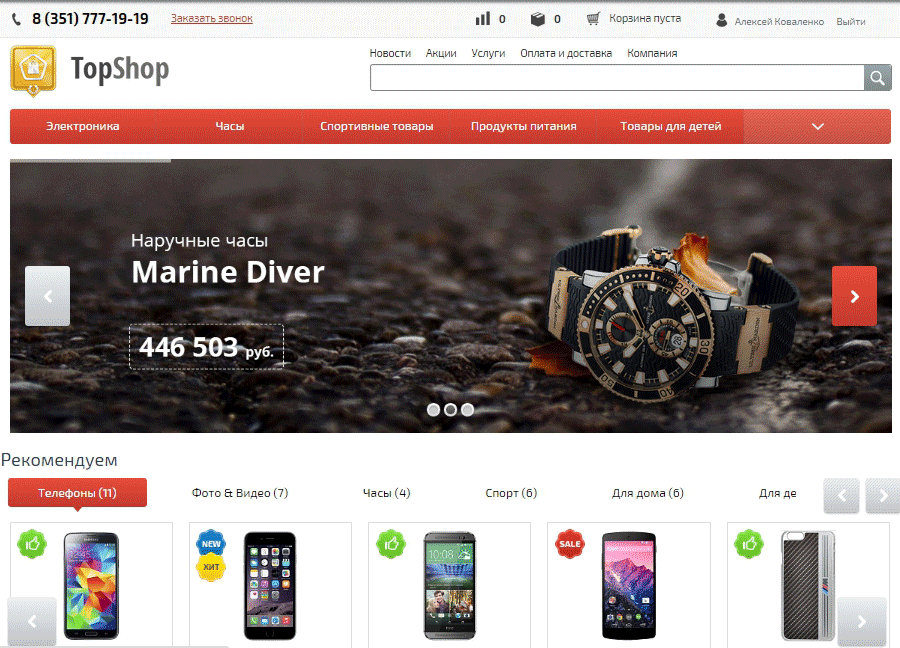 8 (351) 777-19-19 Заказать звонок 0 0 Корзина пуста Алексей Коваленко Выйти
Новости Акции Услуги Оплата и доставка Компания
TopShop
Электроника Часы Спортивные товары Продукты питания Товары для детей
Наручные часы
Marine Diver
446 503 руб.
Рекомендуем
Телефоны (11) Фото & Видео (7) Часы (4) Спорт (6) Для дома (6) Для де
NEW SALE
ХИТ
10:08